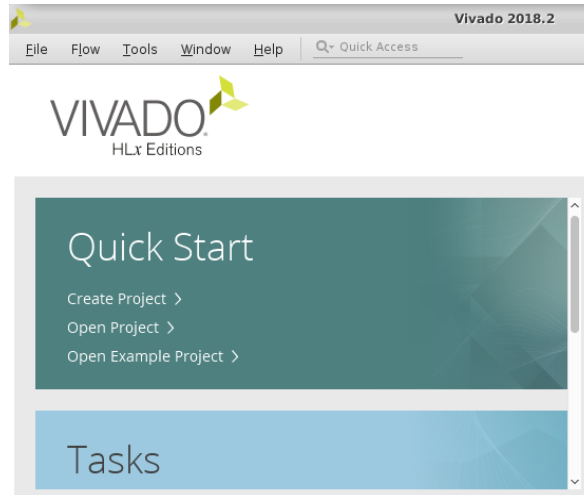 Vivado 2018.2
File Flow Tools Window Help Quick Access
VIVADO.
HLx Editions
Quick Start
Create Project >
Open Project >
Open Example Project >
Tasks